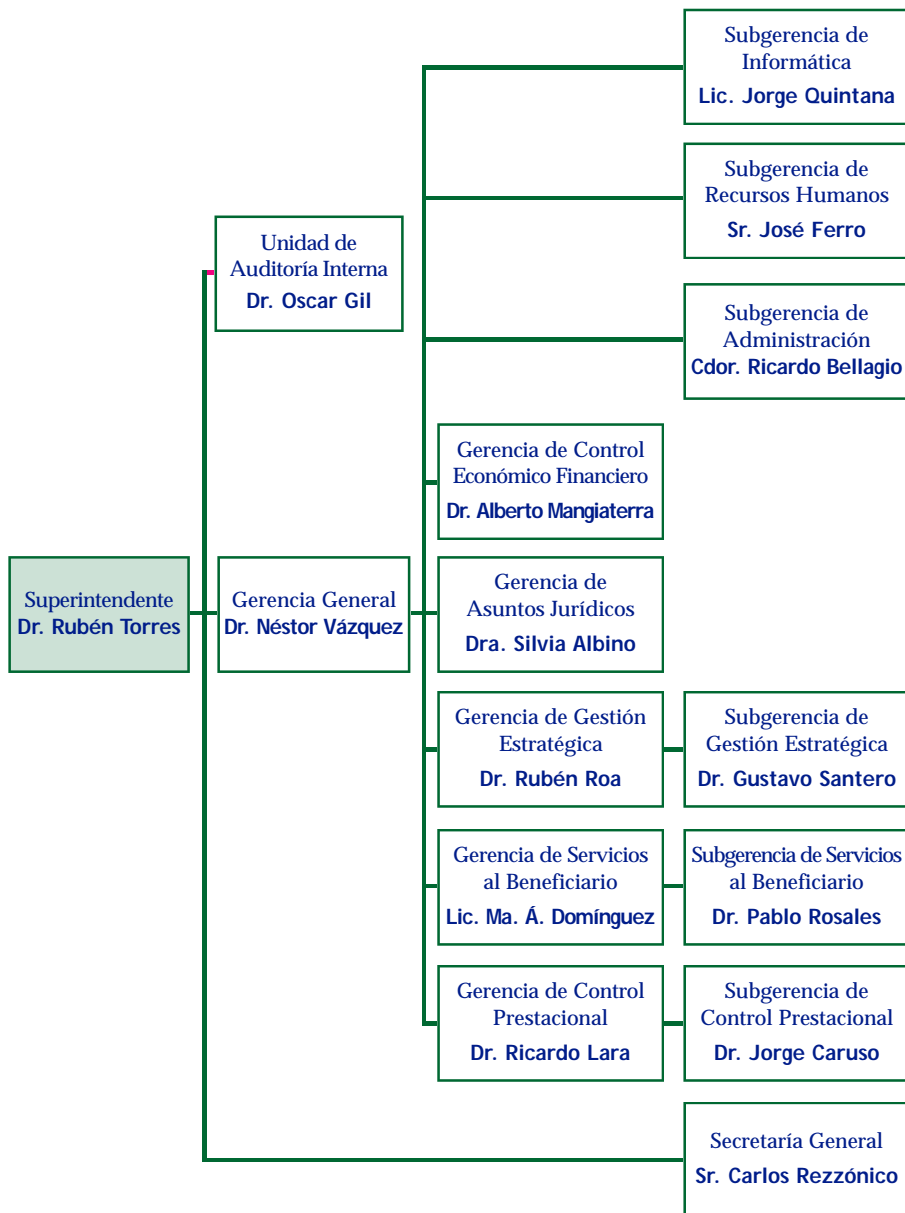 Subgerencia de
Informática
Lic. Jorge Quintana
Subgerencia de
Recursos Humanos
Sr. José Ferro
Unidad de
Auditoría Interna
Dr. Oscar Gil
Subgerencia de
Administración
Cdor. Ricardo Bellagio
Gerencia de Control
Económico Financiero
Dr. Alberto Mangiaterra
Superintendente
Dr. Rubén Torres
Gerencia General
Dr. Néstor Vázquez
Gerencia de
Asuntos Jurídicos
Dra. Silvia Albino
Gerencia de Gestión
Estratégica
Dr. Rubén Roa
Subgerencia de
Gestión Estratégica
Dr. Gustavo Santero
Gerencia de Servicios
al Beneficiario
Lic. Ma. Á. Domínguez
Subgerencia de Servicios
al Beneficiario
Dr. Pablo Rosales
Gerencia de Control
Prestacional
Dr. Ricardo Lara
Subgerencia de
Control Prestacional
Dr. Jorge Caruso
Secretaría General
Sr. Carlos Rezzónico